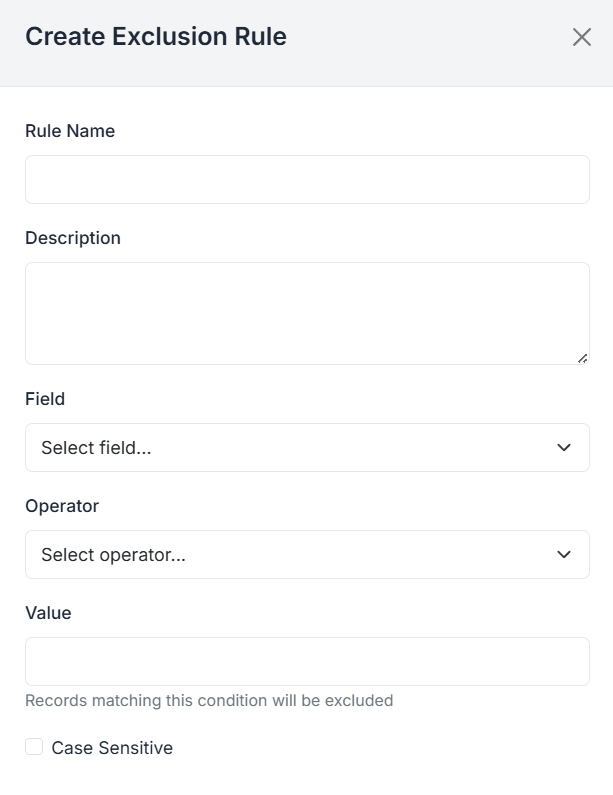 Create Exclusion Rule
Rule Name
Description
Field
Select field...
Operator
Select operator...
Value
Records matching this condition will be excluded
Case Sensitive